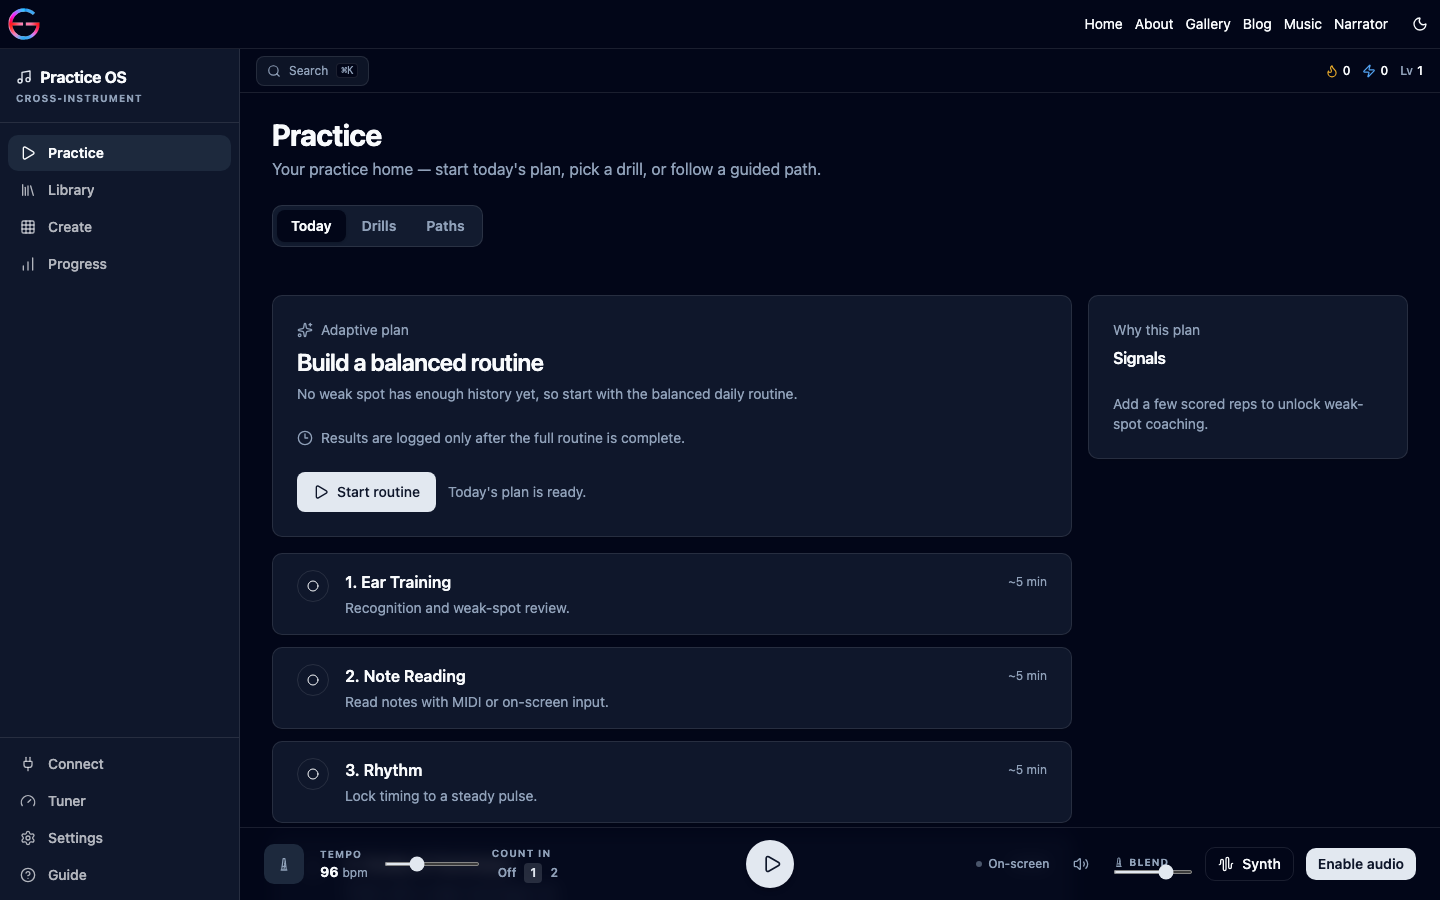 Home About Gallery Blog Music Narrator
Practice OS
CROSS-INSTRUMENT
Search ⌘K
0 0 Lv 1
Practice
Library
Create
Progress
Practice
Your practice home — start today's plan, pick a drill, or follow a guided path.
Today Drills Paths
Adaptive plan
Build a balanced routine
No weak spot has enough history yet, so start with the balanced daily routine.
Results are logged only after the full routine is complete.
Start routine Today's plan is ready.
Why this plan
Signals
Add a few scored reps to unlock weak-
spot coaching.
1. Ear Training ~5 min
Recognition and weak-spot review.
2. Note Reading ~5 min
Read notes with MIDI or on-screen input.
3. Rhythm ~5 min
Lock timing to a steady pulse.
Connect
Tuner
Settings
Guide
TEMPO
96 bpm
COUNT IN
Off 1 2
On-screen
BLEND
Synth
Enable audio